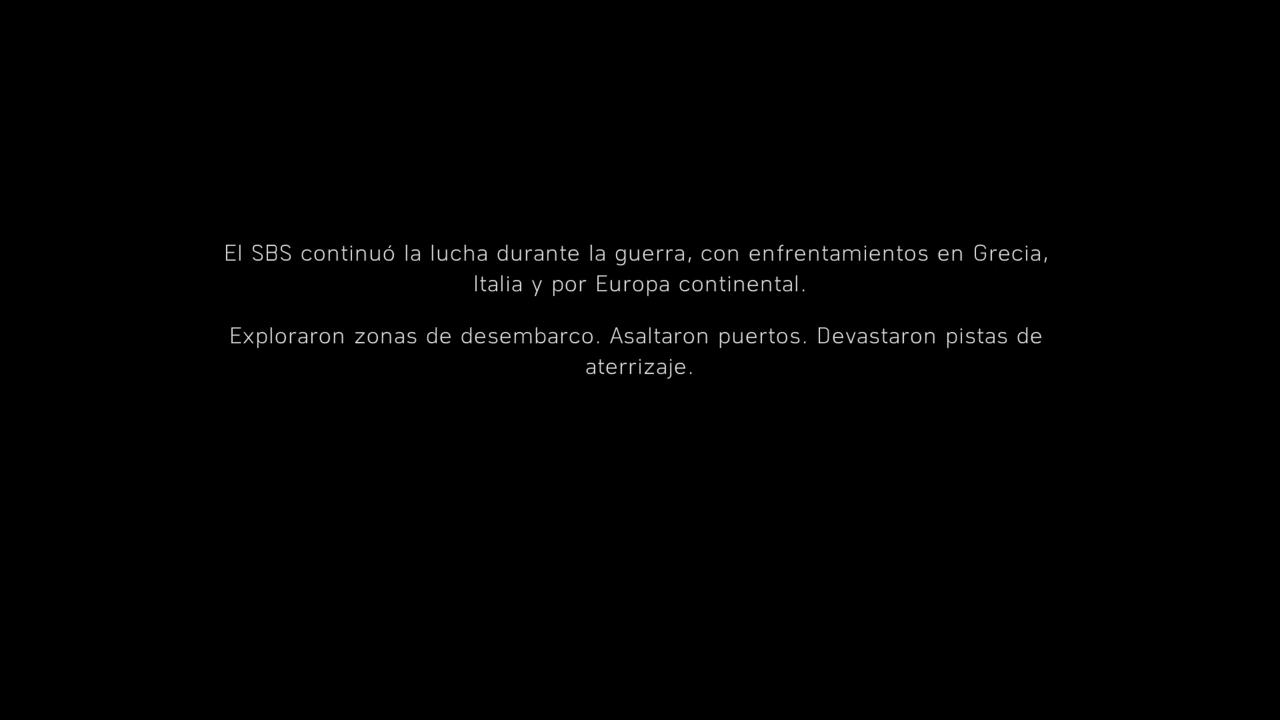 El SBS continuó la lucha durante la guerra, con enfrentamientos en Grecia,
Italia y por Europa continental.
Exploraron zonas de desembarco. Asaltaron puertos. Devastaron pistas de
aterrizaje.